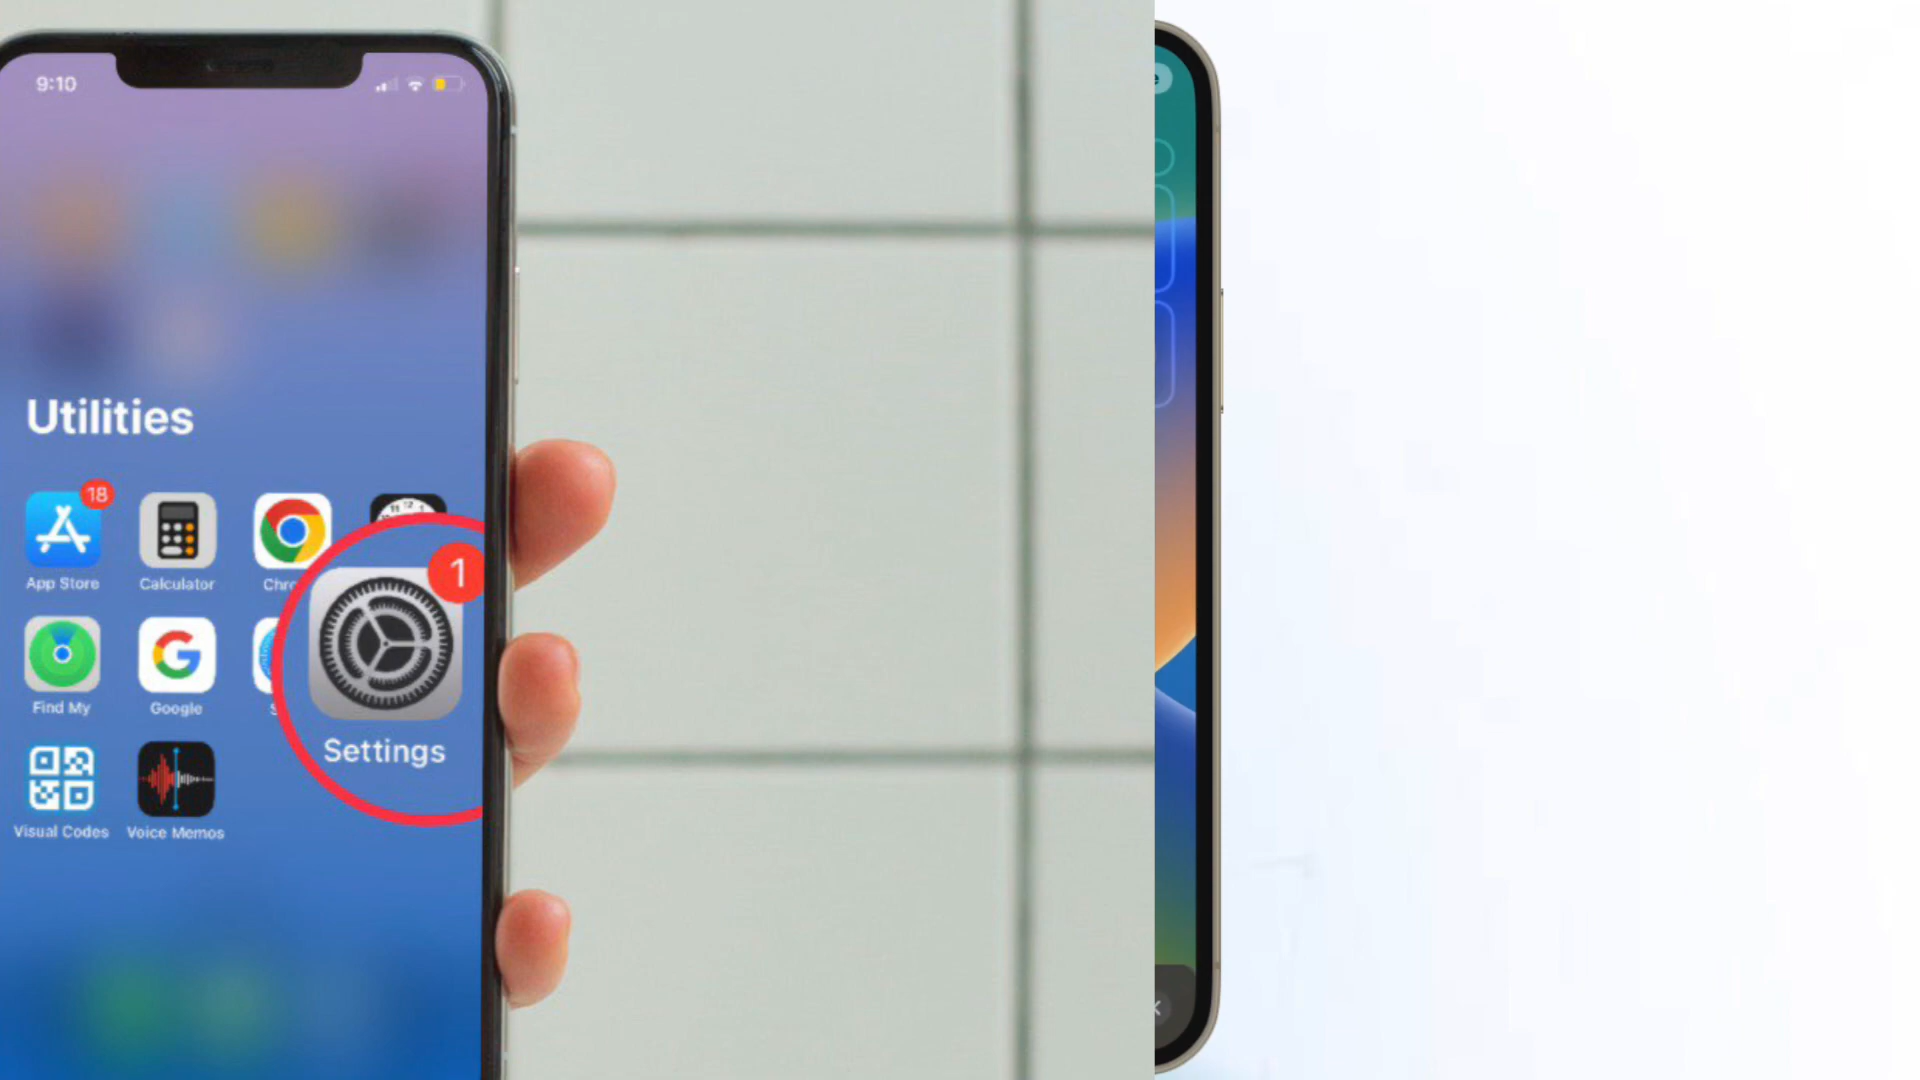 9:10
Utilities
18
App Store
Calculator
Chr
1
Find My
Google
Settings
Visual Codes
Voice Memos